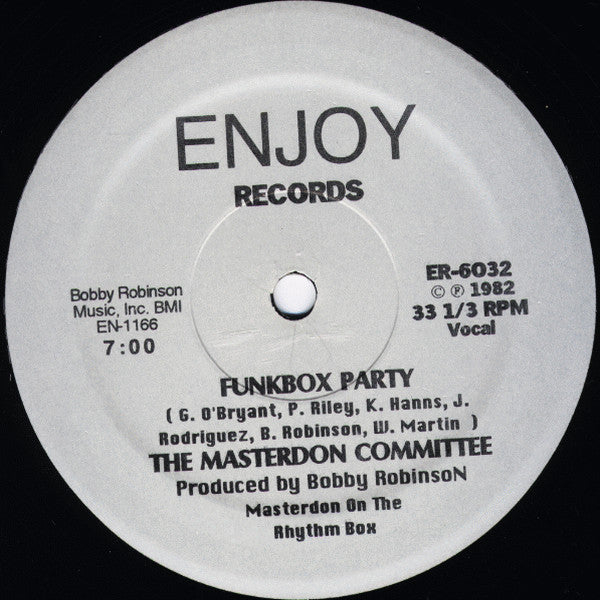 ENJOY
RECORDS
Bobby Robinson
Music, Inc. BMI
EN-1166
7:00
ER-6032
© ℗ 1982
33 1/3 RPM
Vocal
FUNKBOX PARTY
( G. O'Bryant, P. Riley, K. Hanns, J.
Rodriguez, B. Robinson, W. Martin )
THE MASTERDON COMMITTEE
Produced by Bobby RobinsoN
Masterdon On The
Rhythm Box